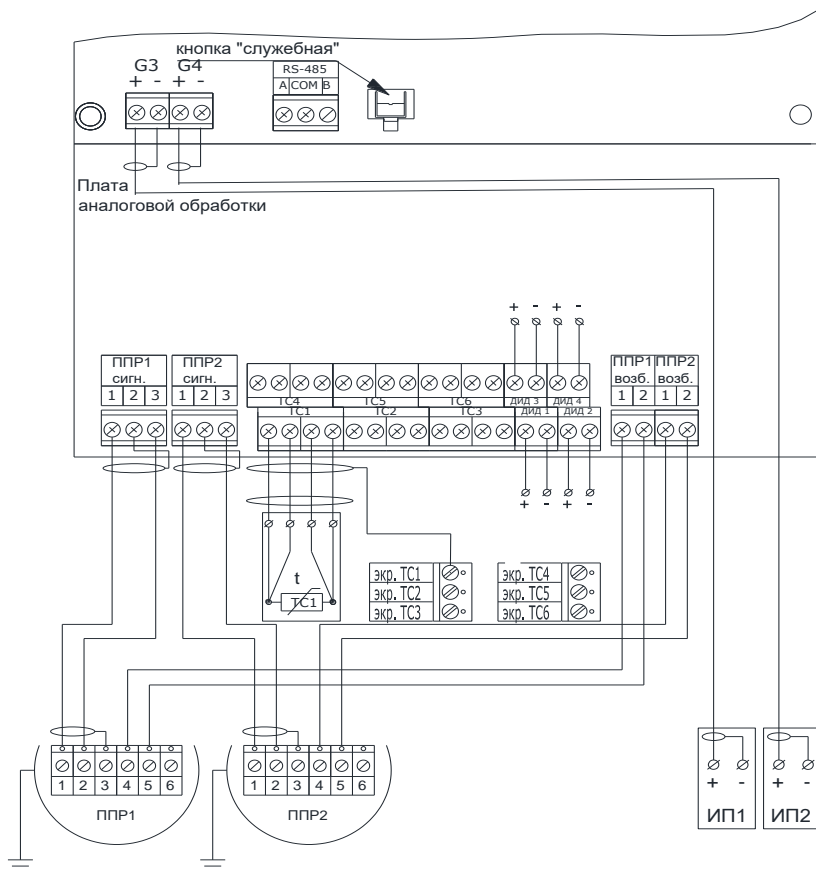 кнопка "служебная"
G3 G4
+ - + -
RS-485
A COM B
Плата
аналоговой обработки
+ - + -
ППР1 ППР2
сигн. сигн.
1 2 3 1 2 3
ППР1 ППР2
возб. возб.
1 2 1 2
ТС4 ТС5 ТС6 ДИД 3 ДИД 4
ТС1 ТС2 ТС3 ДИД 1 ДИД 2
+ - + -
t
ТС1
экр. ТС1
экр. ТС2
экр. ТС3
экр. ТС4
экр. ТС5
экр. ТС6
1 2 3 4 5 6
ППР1
1 2 3 4 5 6
ППР2
+ -
ИП1
+ -
ИП2